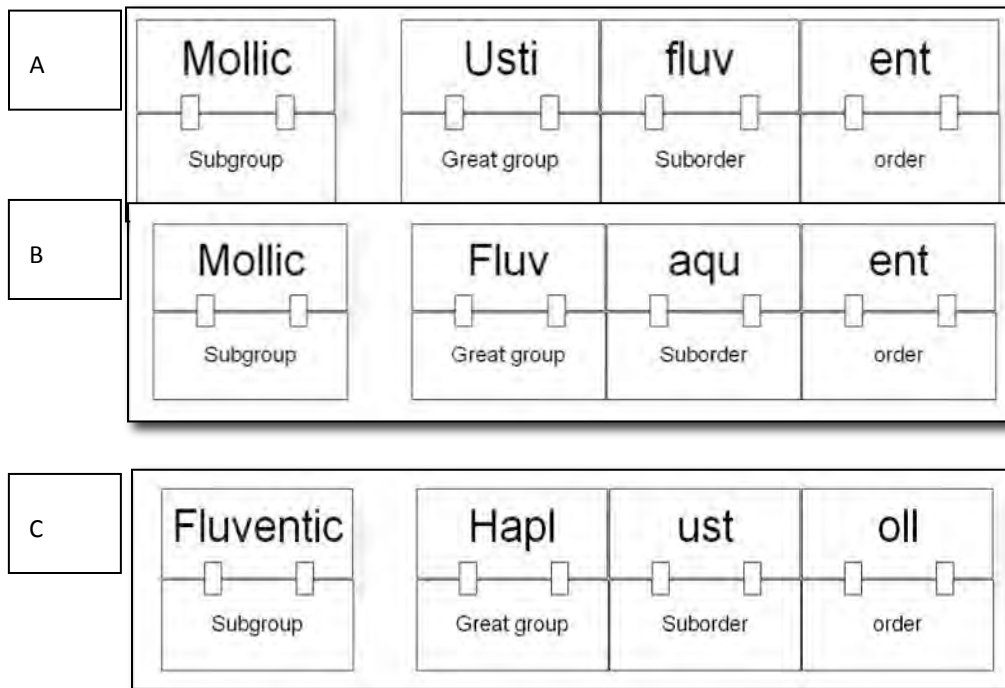 A
Mollic Usti fluv ent
Subgroup Great group Suborder order
B
Mollic Fluv aqu ent
Subgroup Great group Suborder order
C
Fluventic Hapl ust oll
Subgroup Great group Suborder order